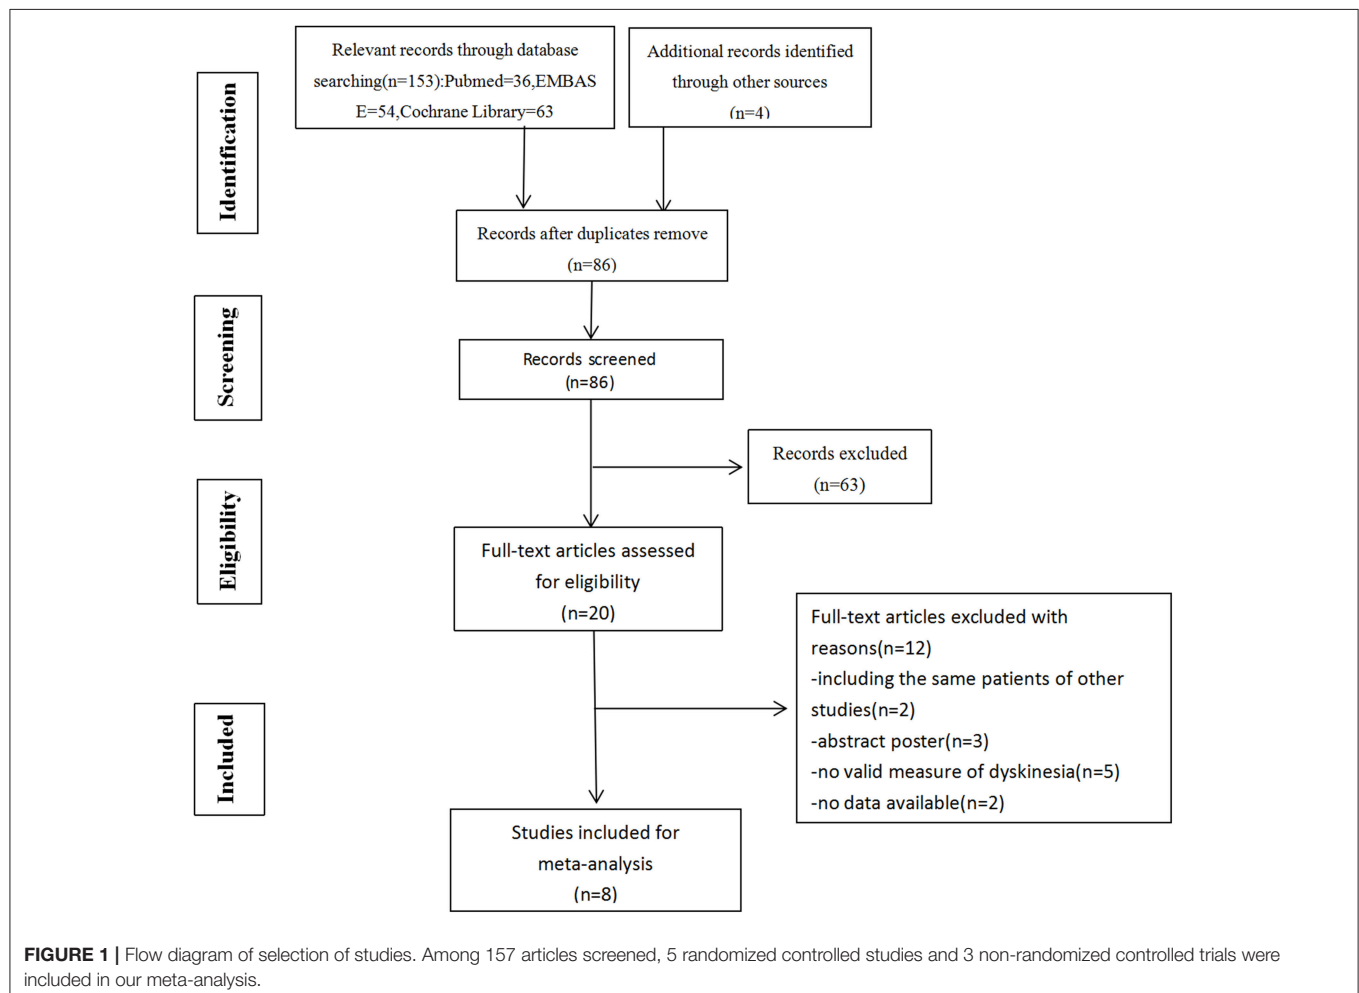 Relevant records through database
searching(n=153):Pubmed=36,EMBAS
E=54,Cochrane Library=63
Additional records identified
through other sources
(n=4)
Identification
Records after duplicates remove
(n=86)
Screening
Records screened
(n=86)
Records excluded
(n=63)
Eligibility
Full-text articles assessed
for eligibility
(n=20)
Full-text articles excluded with
reasons(n=12)
-including the same patients of other
studies(n=2)
-abstract poster(n=3)
-no valid measure of dyskinesia(n=5)
-no data available(n=2)
Included
Studies included for
meta-analysis
(n=8)
FIGURE 1 | Flow diagram of selection of studies. Among 157 articles screened, 5 randomized controlled studies and 3 non-randomized controlled trials were
included in our meta-analysis.